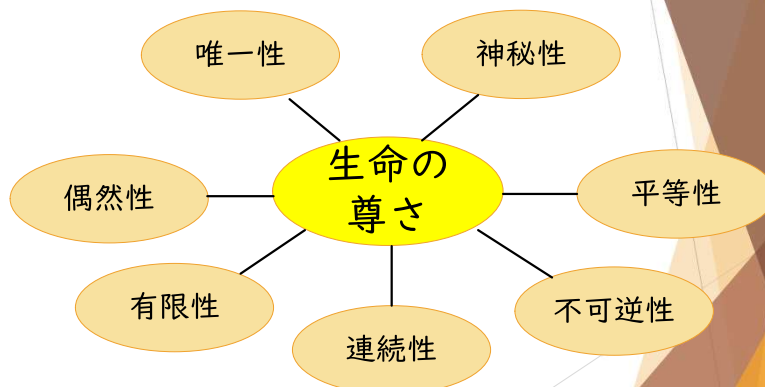 唯一性
神秘性
生命の
尊さ
偶然性
平等性
有限性
不可逆性
連続性